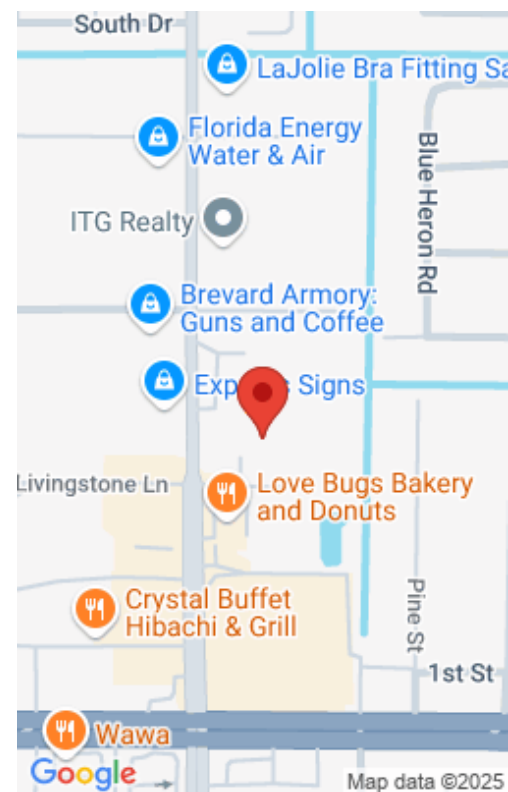 South Dr
LaJolie Bra Fitting Sa
Florida Energy
Water & Air
Blue Heron Rd
ITG Realty
Brevard Armory:
Guns and Coffee
Signs
Livingstone Ln
Love Bugs Bakery
and Donuts
Crystal Buffet
Hibachi & Grill
Pine St
1st St
Wawa
Google
Map data ©2025